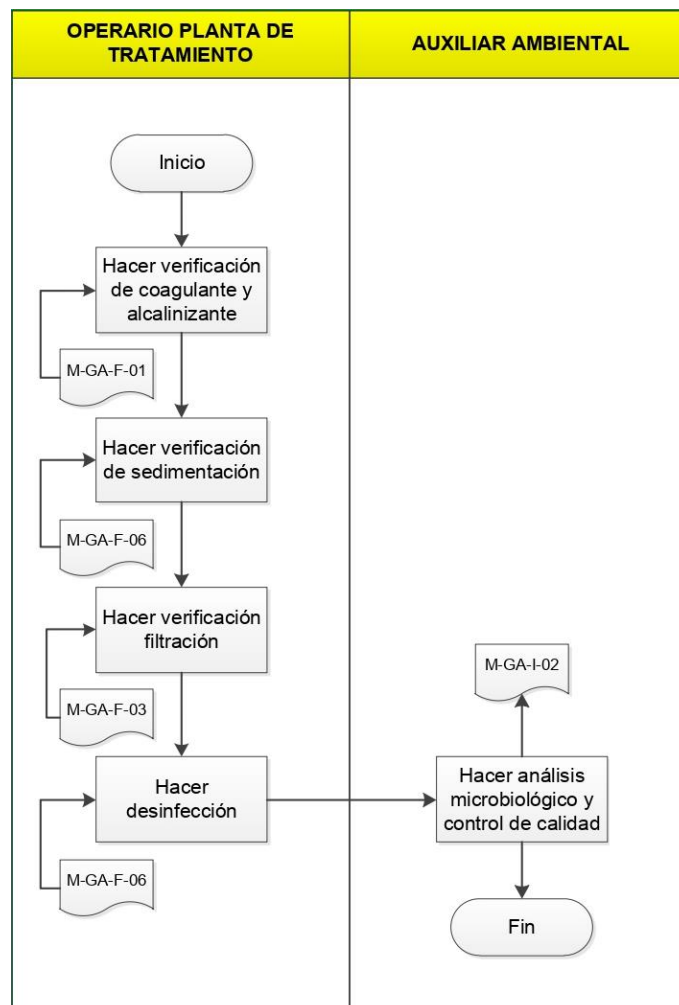 OPERARIO PLANTA DE
TRATAMIENTO
AUXILIAR AMBIENTAL
Inicio
Hacer verificación
de coagulante y
alcalinizante
M-GA-F-01
Hacer verificación
de sedimentación
M-GA-F-06
Hacer verificación
filtración
M-GA-F-03
Hacer
desinfección
M-GA-F-06
M-GA-I-02
Hacer análisis
microbiológico y
control de calidad
Fin